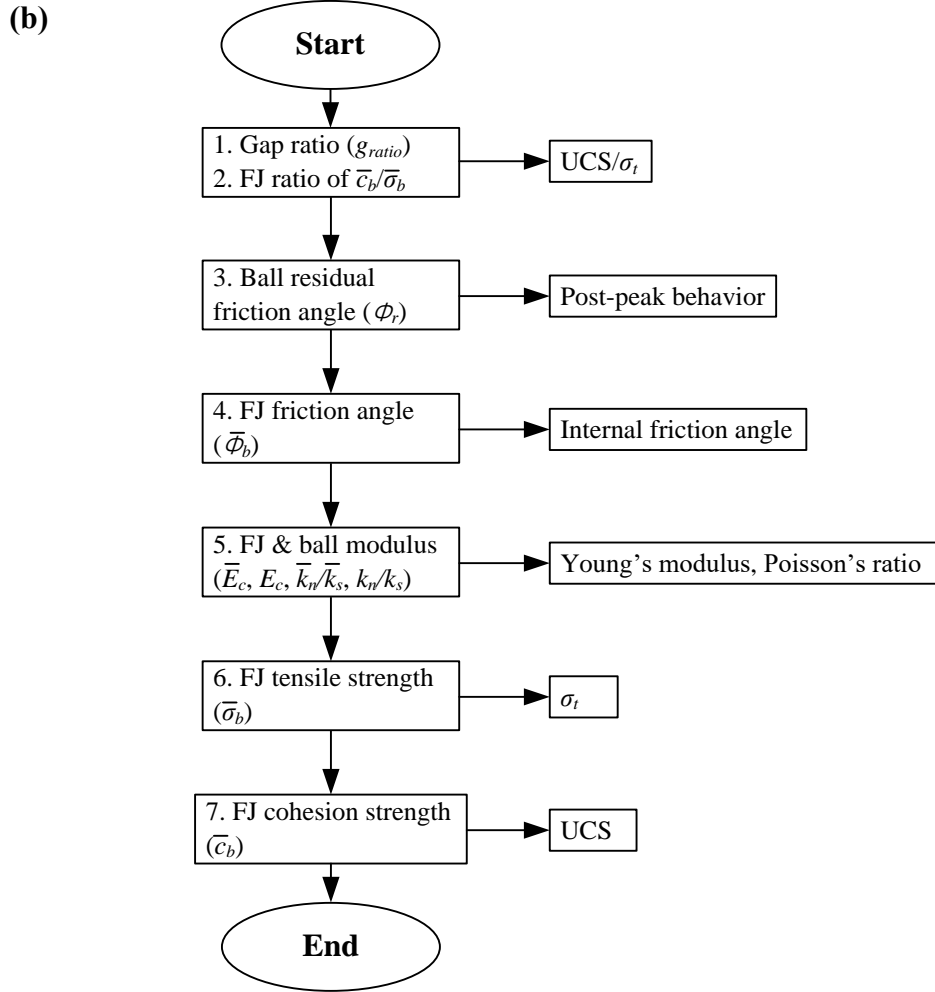 (b)
Start
1. Gap ratio (g_ratio)
2. FJ ratio of c̅_b/σ̅_b
UCS/σ_t
3. Ball residual
friction angle (Φ_r)
Post-peak behavior
4. FJ friction angle
(Φ̅_b)
Internal friction angle
5. FJ & ball modulus
(E̅_c, E_c, k̅_n/k̅_s, k_n/k_s)
Young's modulus, Poisson's ratio
6. FJ tensile strength
(σ̅_b)
σ_t
7. FJ cohesion strength
(c̅_b)
UCS
End